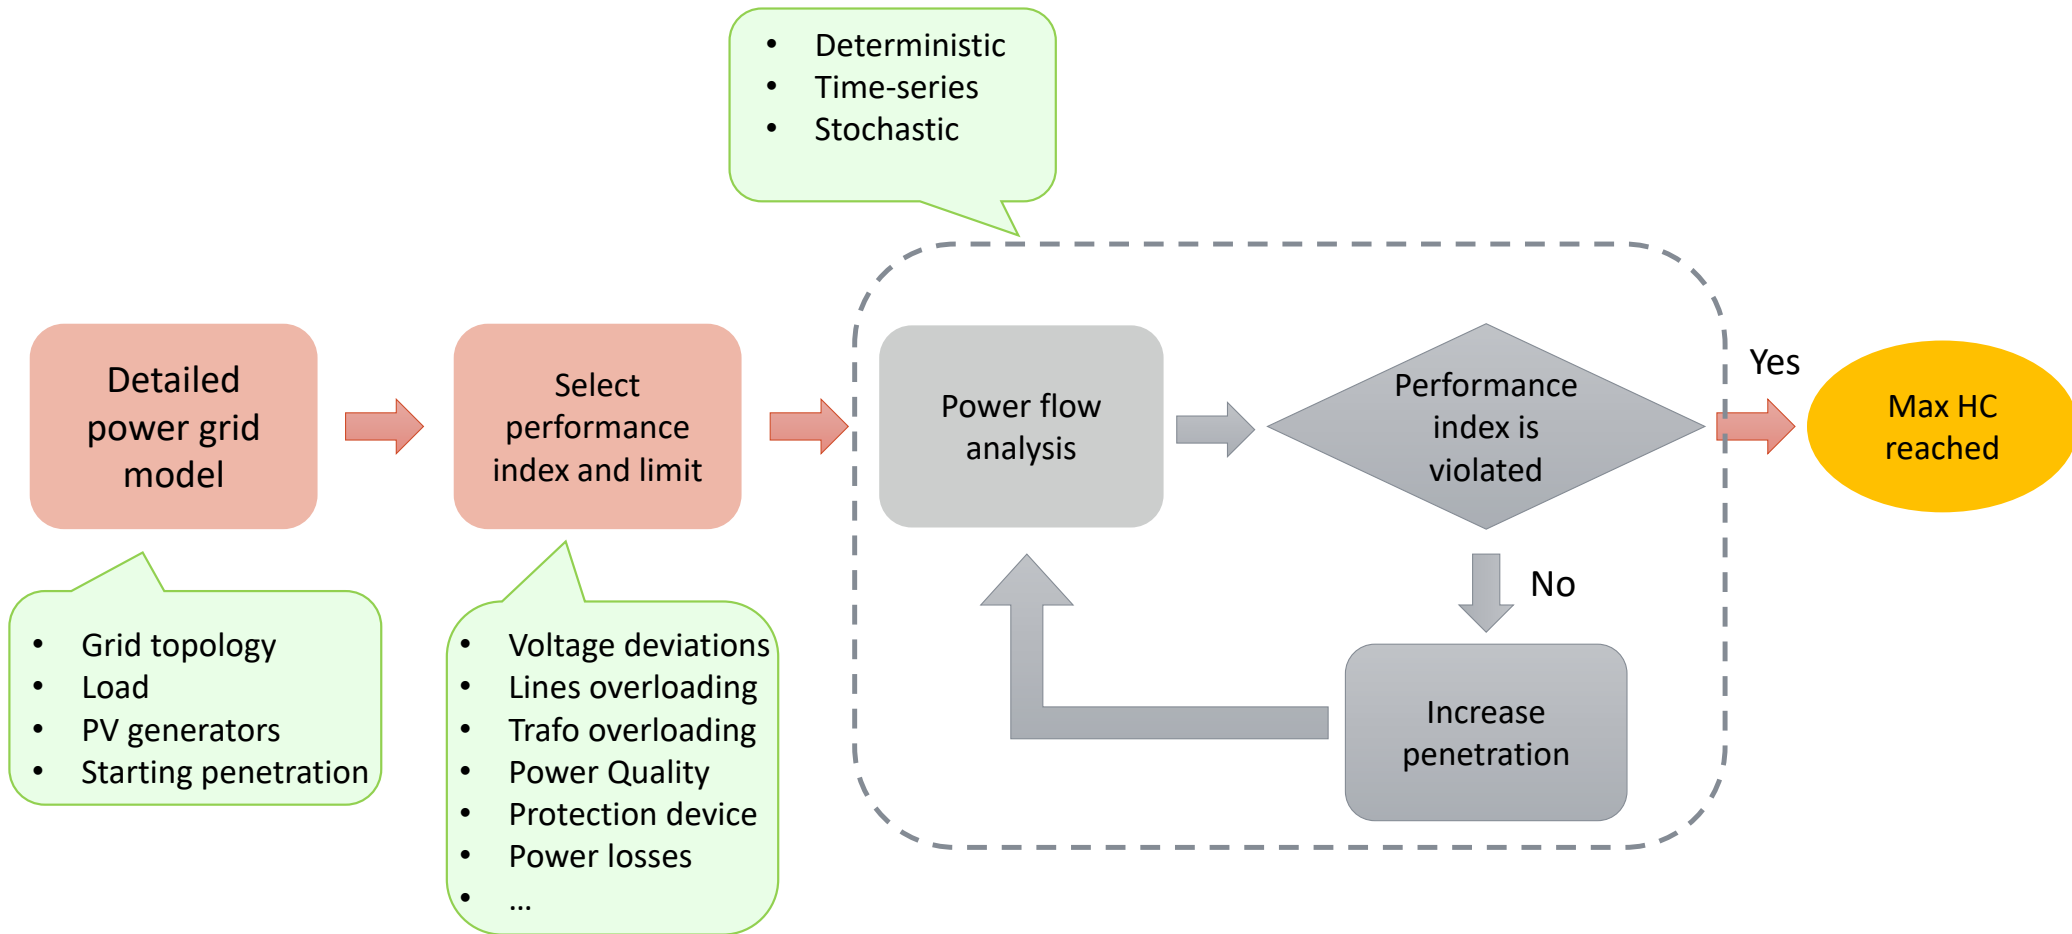 • Deterministic
• Time-series
• Stochastic
Detailed
power grid
model
Select
performance
index and limit
Power flow
analysis
Performance
index is
violated
Yes
Max HC
reached
No
Increase
penetration
• Grid topology
• Load
• PV generators
• Starting penetration
• Voltage deviations
• Lines overloading
• Trafo overloading
• Power Quality
• Protection device
• Power losses
• ...